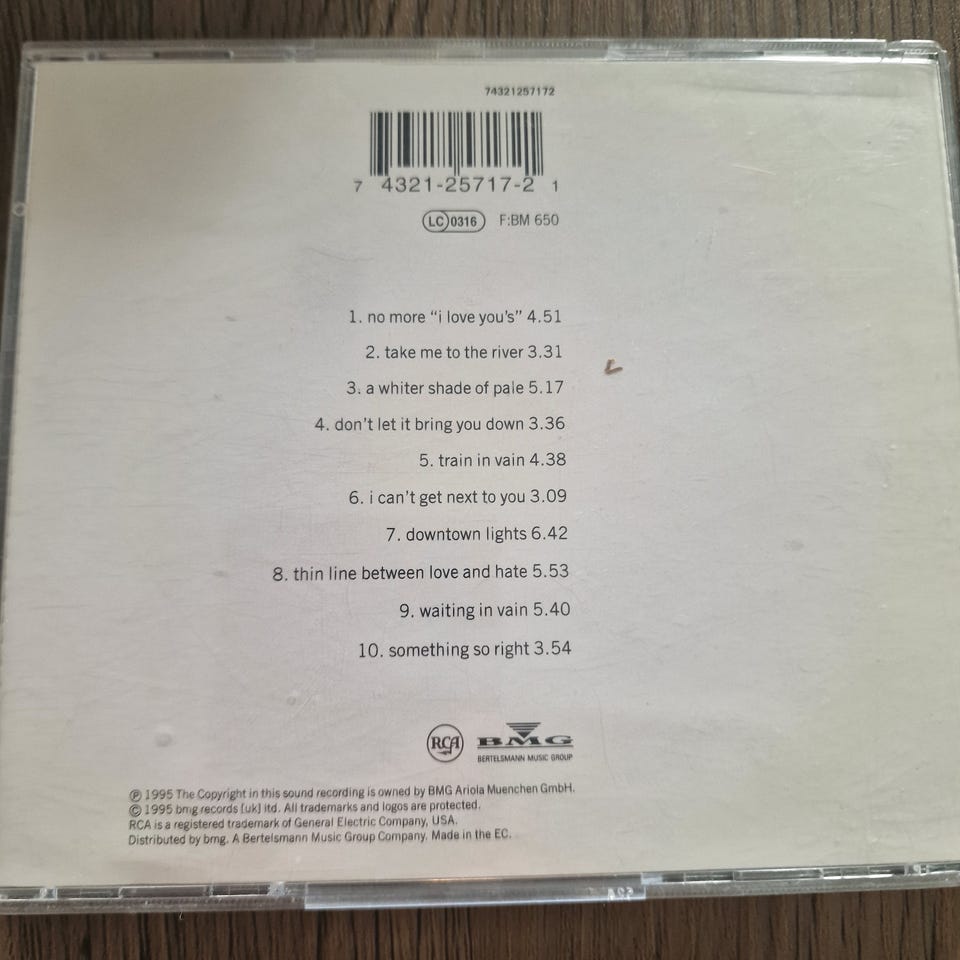 74321257172
7 4321-25717-2 1
LC 0316 F:BM 650
1. no more “i love you's” 4.51
2. take me to the river 3.31
3. a whiter shade of pale 5.17
4. don't let it bring you down 3.36
5. train in vain 4.38
6. i can't get next to you 3.09
7. downtown lights 6.42
8. thin line between love and hate 5.53
9. waiting in vain 5.40
10. something so right 3.54
RCA BMG
BERTELSMANN MUSIC GROUP
℗ 1995 The Copyright in this sound recording is owned by BMG Ariola Muenchen GmbH.
© 1995 bmg records [uk] ltd. All trademarks and logos are protected.
RCA is a registered trademark of General Electric Company, USA.
Distributed by bmg. A Bertelsmann Music Group Company. Made in the EC.